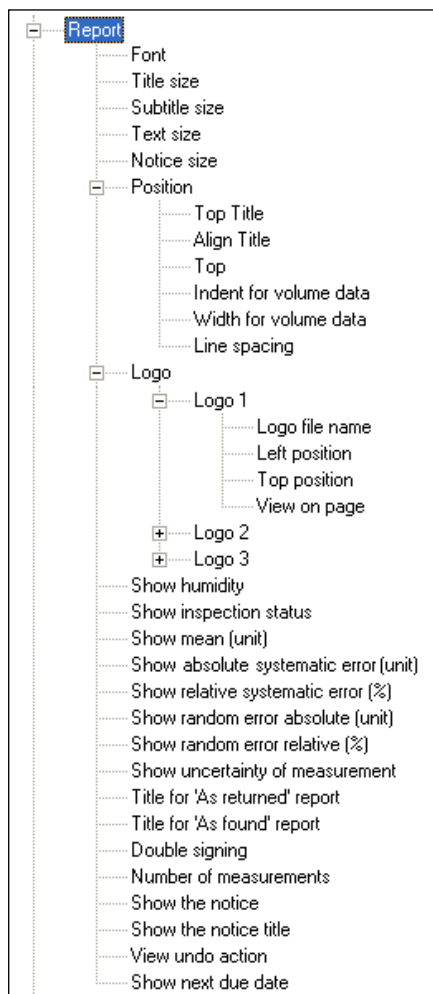 Report
Font
Title size
Subtitle size
Text size
Notice size
Position
Top Title
Align Title
Top
Indent for volume data
Width for volume data
Line spacing
Logo
Logo 1
Logo file name
Left position
Top position
View on page
Logo 2
Logo 3
Show humidity
Show inspection status
Show mean (unit)
Show absolute systematic error (unit)
Show relative systematic error (%)
Show random error absolute (unit)
Show random error relative (%)
Show uncertainty of measurement
Title for 'As returned' report
Title for 'As found' report
Double signing
Number of measurements
Show the notice
Show the notice title
View undo action
Show next due date